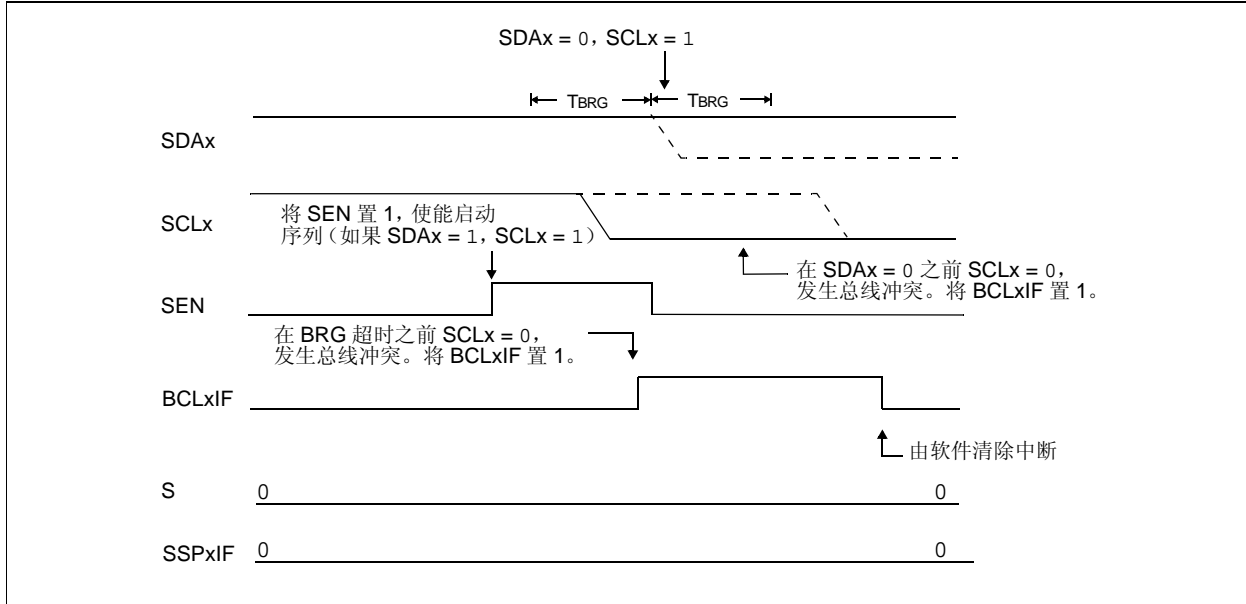 SDAx = 0, SCLx = 1
TBRG TBRG
SDAx
SCLx
将 SEN 置 1, 使能启动
序列（如果 SDAx = 1, SCLx = 1）
在 SDAx = 0 之前 SCLx = 0,
发生总线冲突。将 BCLxIF 置 1。
SEN
在 BRG 超时之前 SCLx = 0,
发生总线冲突。将 BCLxIF 置 1。
BCLxIF
由软件清除中断
S 0 0
SSPxIF 0 0